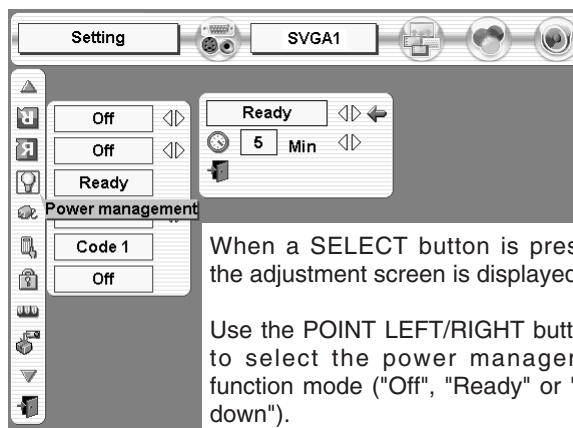 Setting
SVGA1
Off
Off
Ready
Power management
Code 1
Off
Ready
5 Min
When a SELECT button is pres
the adjustment screen is displayed
Use the POINT LEFT/RIGHT butt
to select the power manager
function mode ("Off", "Ready" or "
down").